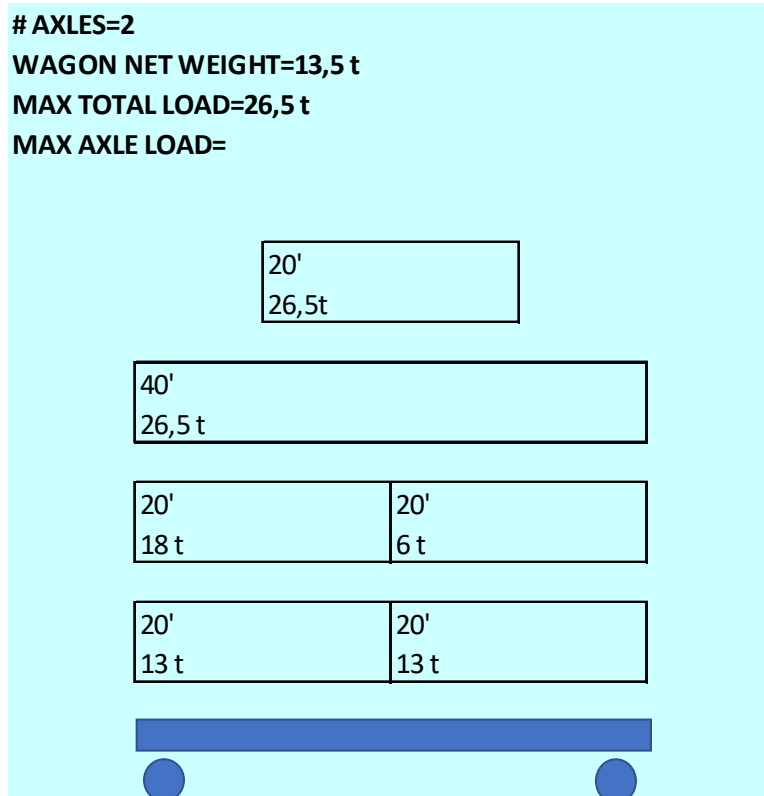 # AXLES=2
WAGON NET WEIGHT=13,5 t
MAX TOTAL LOAD=26,5 t
MAX AXLE LOAD=
20'
26,5t
40'
26,5 t
20' 20'
18 t 6 t
20' 20'
13 t 13 t